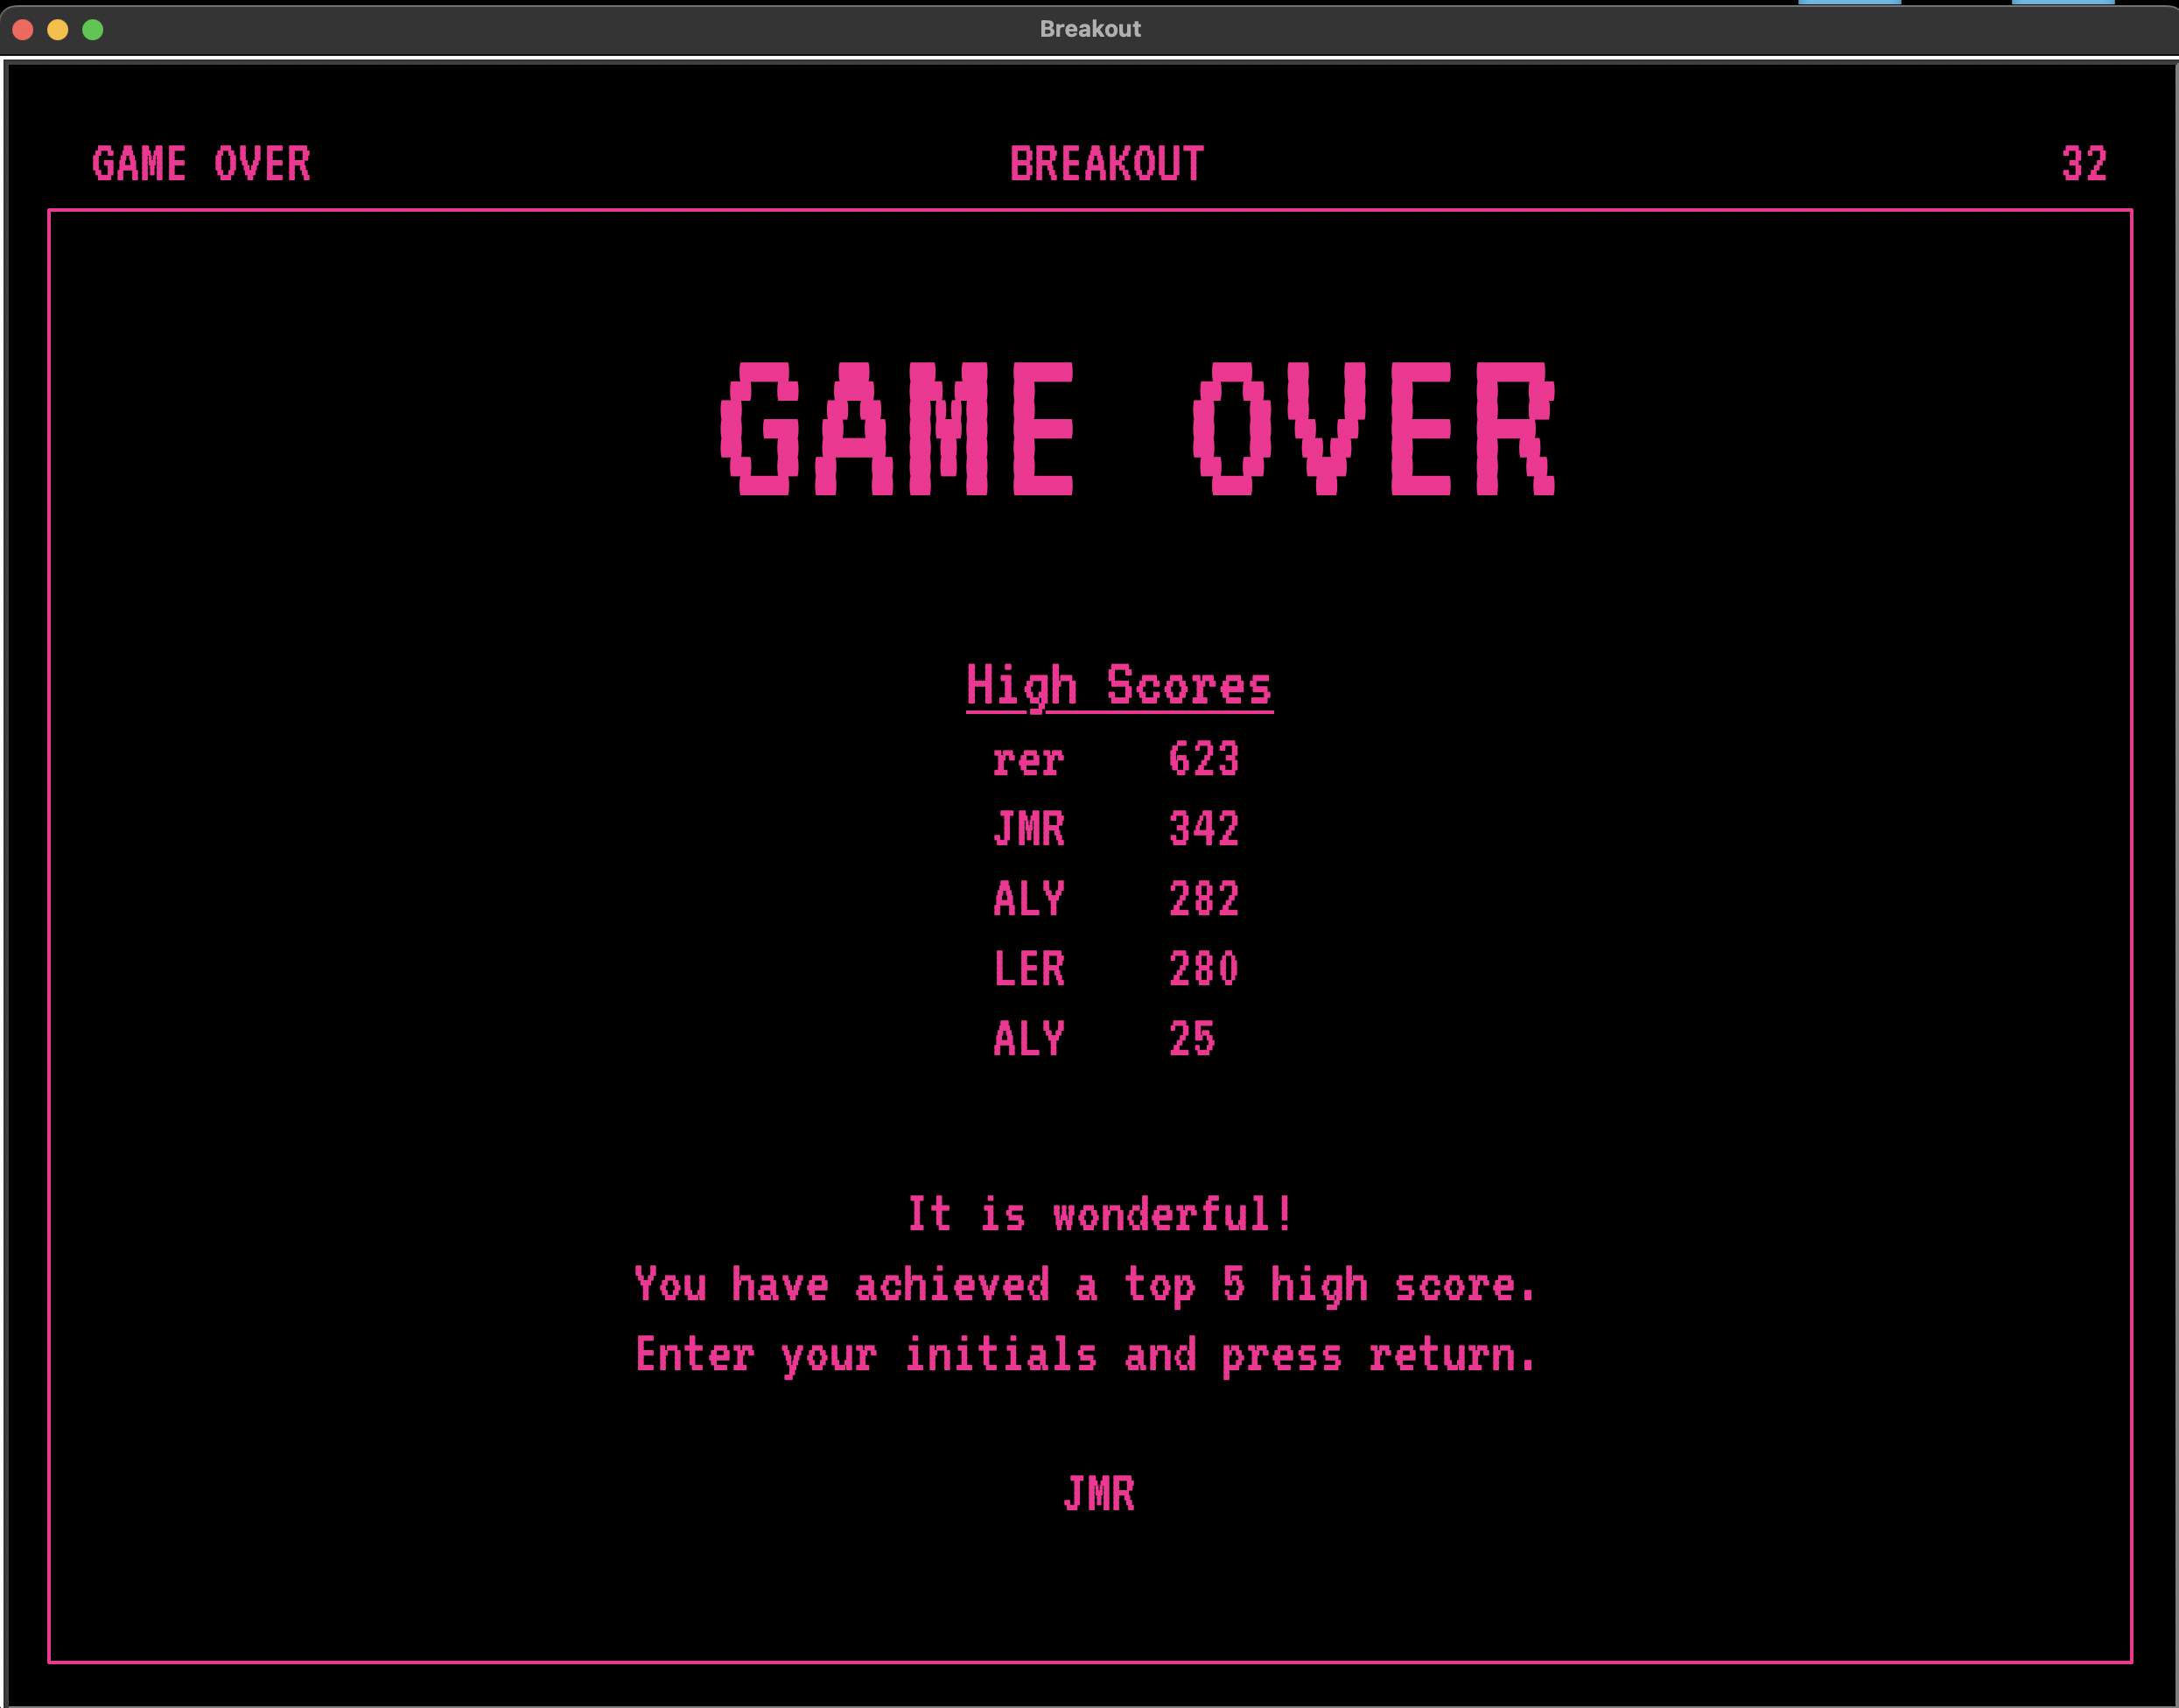 Breakout
GAME OVER BREAKOUT 32
GAME OVER
High Scores
rer 623
JMR 342
ALY 282
LER 280
ALY 25
It is wonderful!
You have achieved a top 5 high score.
Enter your initials and press return.
JMR